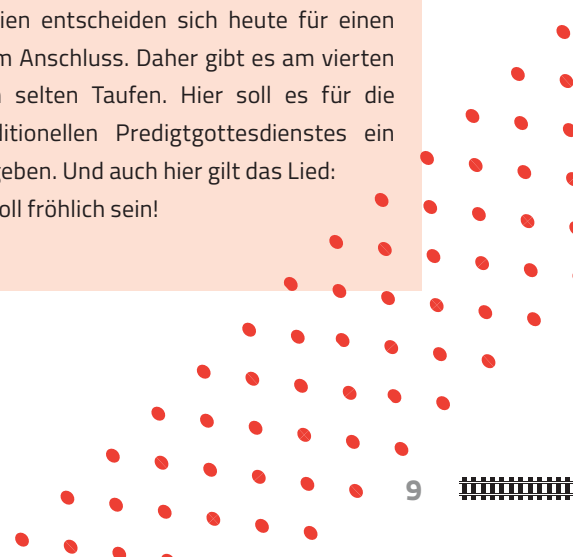 ien entscheiden sich heute für einen
m Anschluss. Daher gibt es am vierten
selten Taufen. Hier soll es für die
ditionellen Predigtgottesdienstes ein
geben. Und auch hier gilt das Lied:
oll fröhlich sein!
9